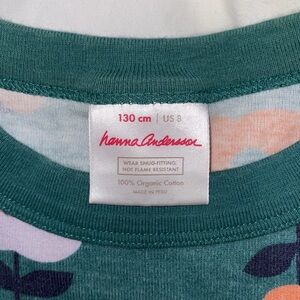 130 cm | US 8
hanna andersson
WEAR SNUG-FITTING,
NOT FLAME RESISTANT
100% Organic Cotton
MADE IN PERU